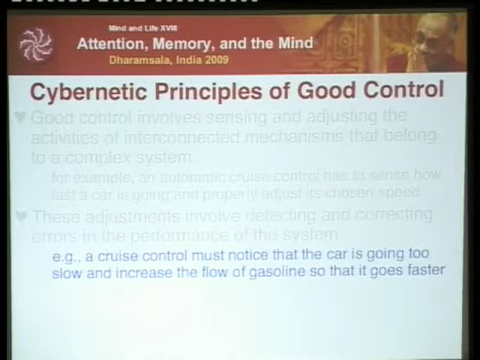 Mind and Life XVIII
Attention, Memory, and the Mind
Dharamsala, India 2009
Cybernetic Principles of Good Control
Good control involves sensing and adjusting the
activities of interconnected mechanisms that belong
to a complex system
for example, an automatic cruise control has to sense how
fast a car is going and properly adjust its chosen speed
These adjustments involve detecting and correcting
errors in the performance of the system
e.g., a cruise control must notice that the car is going too
slow and increase the flow of gasoline so that it goes faster